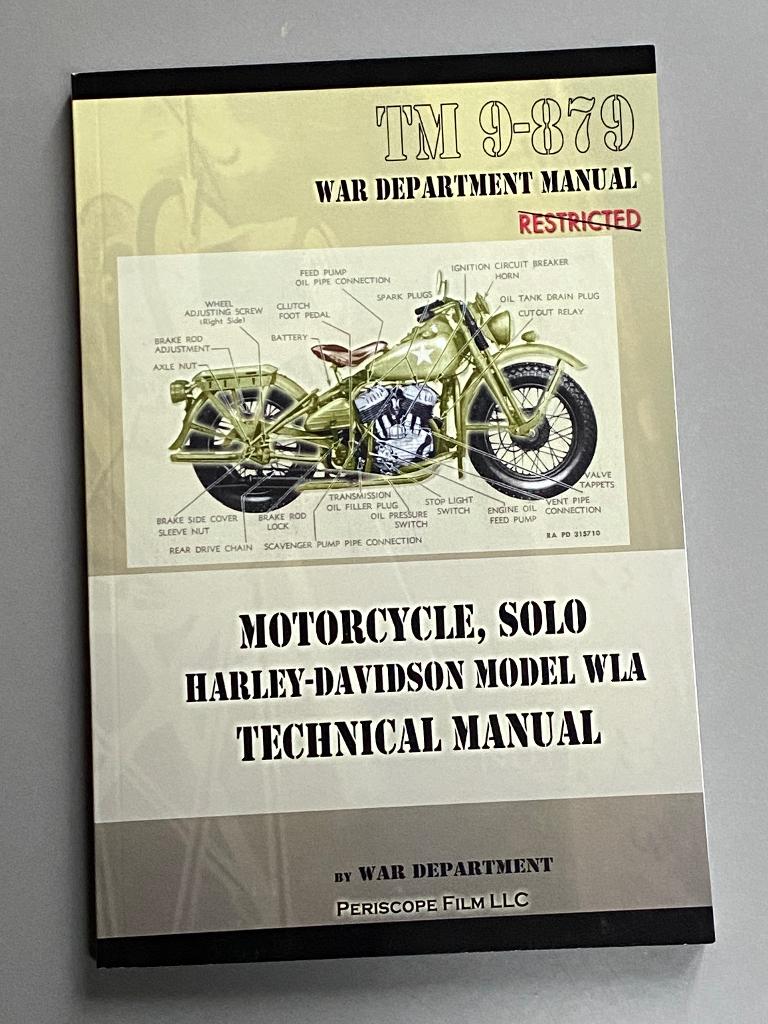 TM 9-879
WAR DEPARTMENT MANUAL
RESTRICTED
FEED PUMP
OIL PIPE CONNECTION
IGNITION CIRCUIT BREAKER
HORN
WHEEL
ADJUSTING SCREW
(Right Side)
CLUTCH
FOOT PEDAL
SPARK PLUGS
OIL TANK DRAIN PLUG
CUTOUT RELAY
BRAKE ROD
ADJUSTMENT
BATTERY
AXLE NUT
VALVE
TAPPETS
BRAKE SIDE COVER
SLEEVE NUT
BRAKE ROD
LOCK
TRANSMISSION
OIL FILLER PLUG
OIL PRESSURE
SWITCH
STOP LIGHT
SWITCH
ENGINE OIL
FEED PUMP
VENT PIPE
CONNECTION
REAR DRIVE CHAIN
SCAVENGER PUMP PIPE CONNECTION
RA PD 315710
MOTORCYCLE, SOLO
HARLEY-DAVIDSON MODEL WLA
TECHNICAL MANUAL
BY WAR DEPARTMENT
PERISCOPE FILM LLC